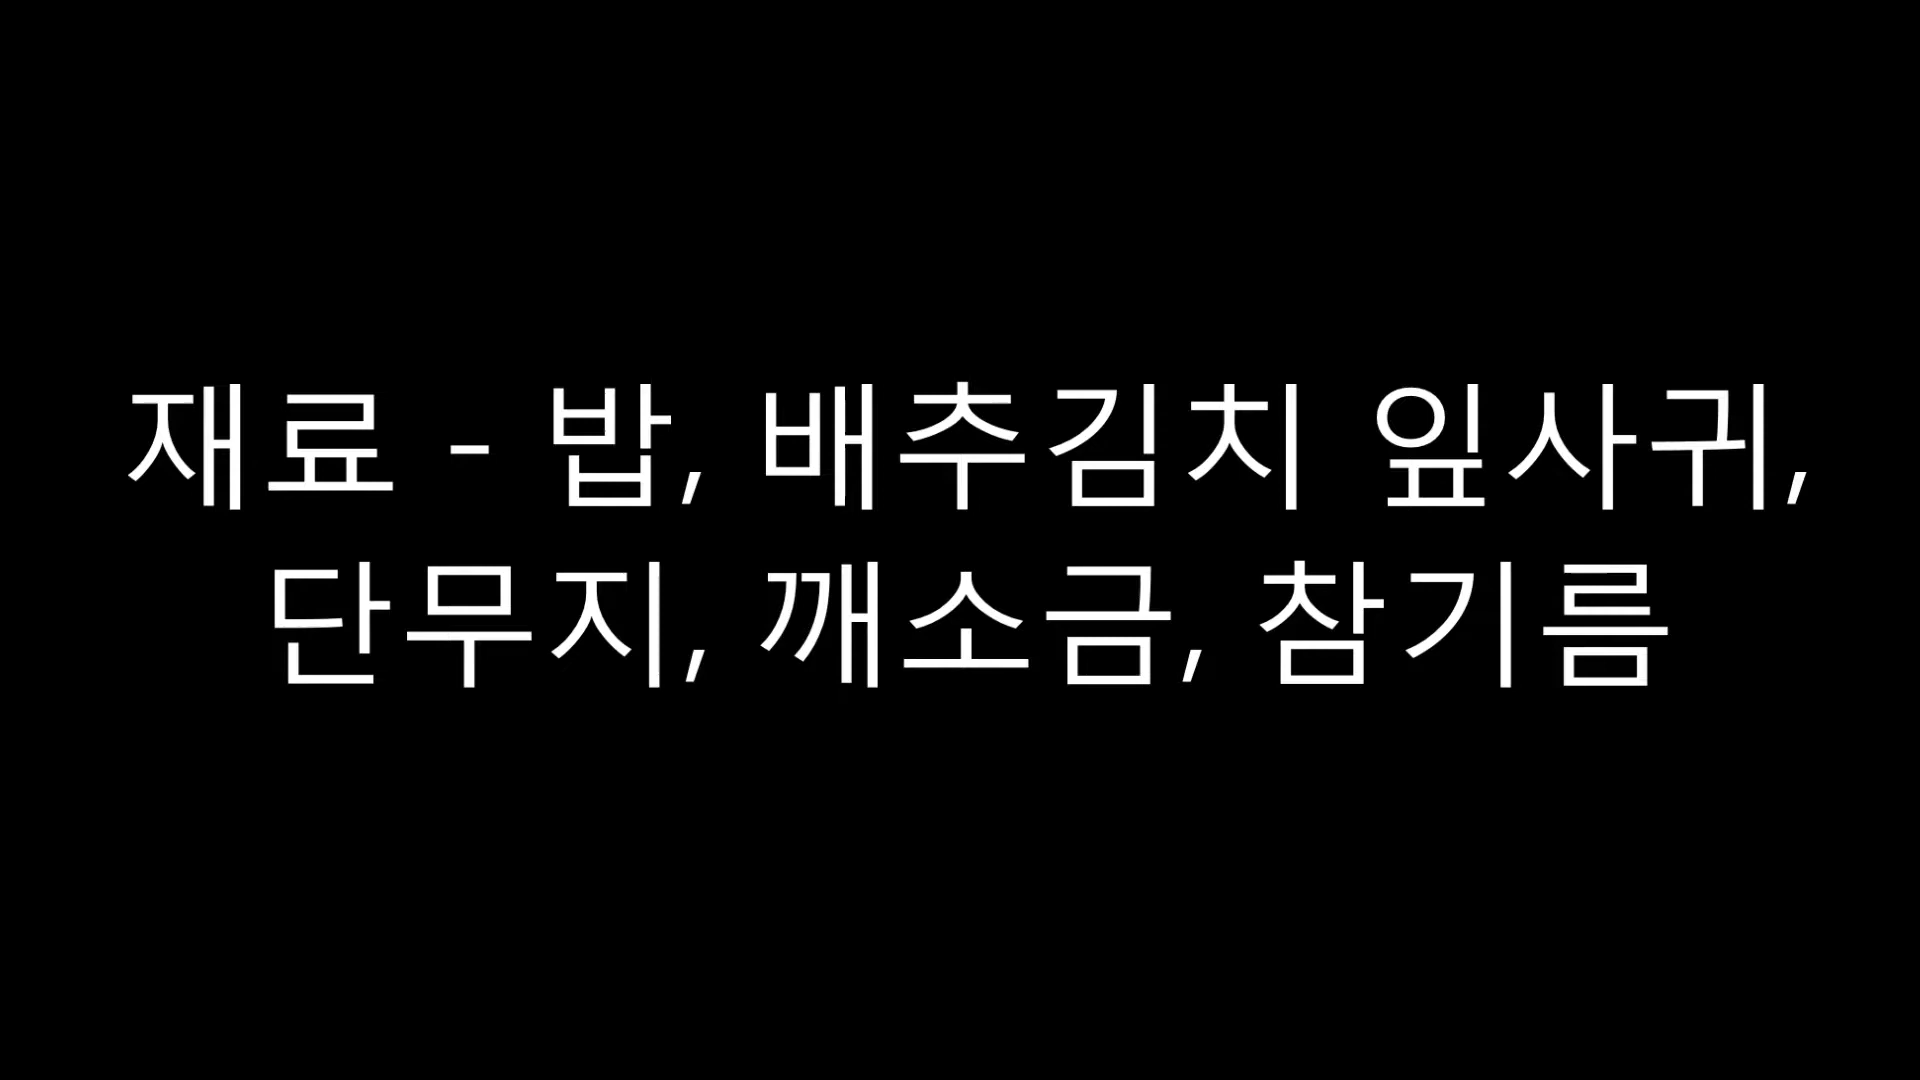 재료 - 밥, 배추김치 잎사귀,
단무지, 깨소금, 참기름